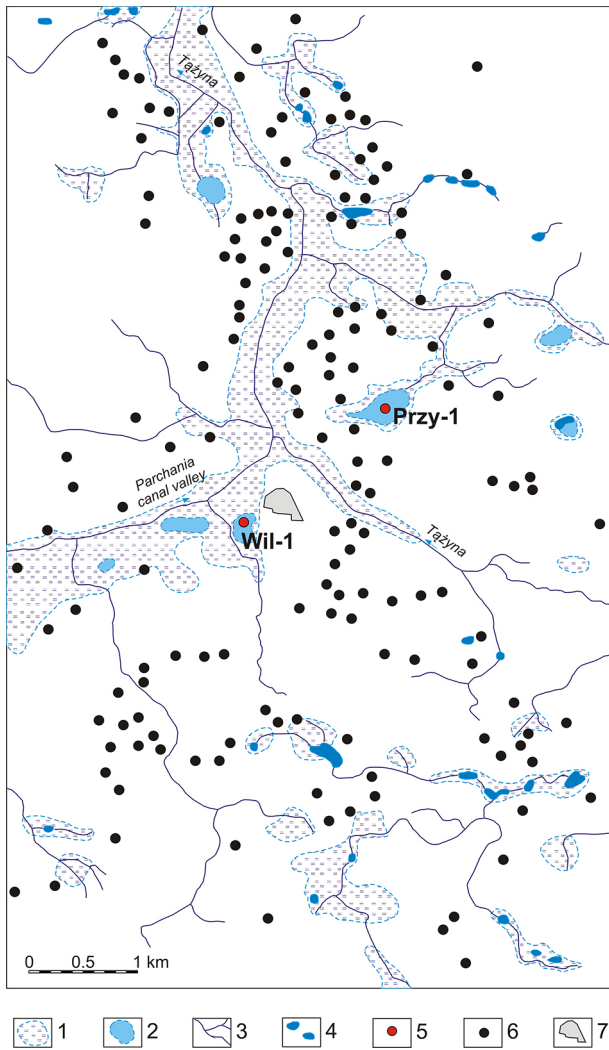 Tążyna
Przy-1
Parchania
canal valley
Wil-1
Tążyna
0 0.5 1 km
1 2 3 4 5 6 7